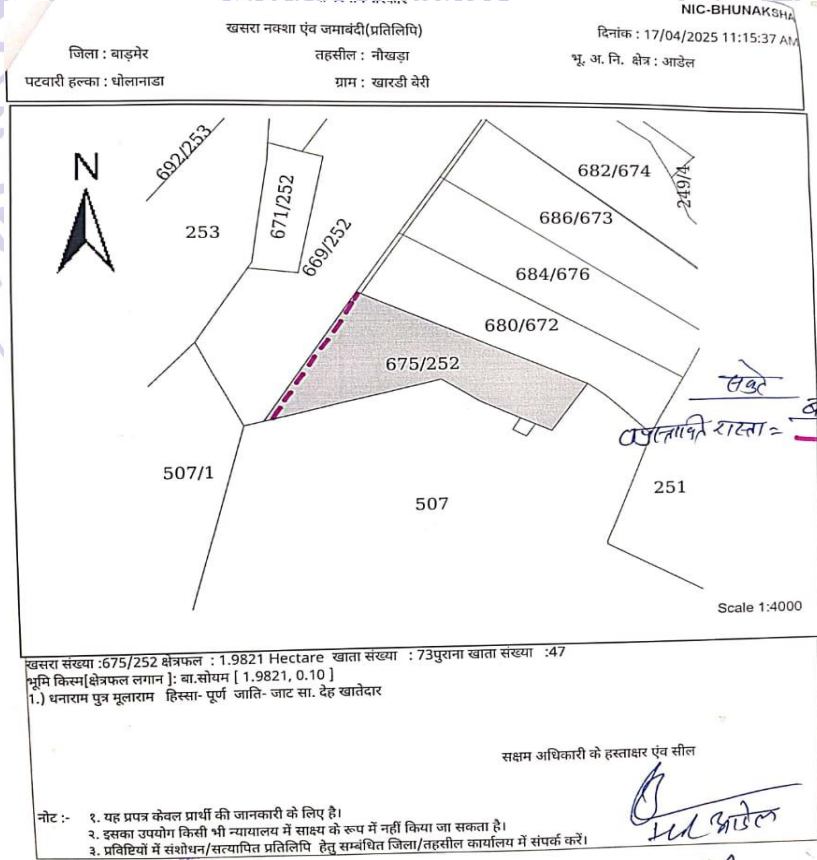 NIC-BHUNAKSHA
खसरा नक्शा एंव जमाबंदी(प्रतिलिपि)
दिनांक : 17/04/2025 11:15:37 AM
जिला : बाड़मेर
तहसील : नौखड़ा
भू. अ. नि. क्षेत्र : आडेल
पटवारी हल्का : धोलानाडा
ग्राम : खारडी बेरी
N
692/253
253
671/252
669/252
682/674
249/4
686/673
684/676
680/672
675/252
रास्ता =
507/1
507
251
Scale 1:4000
खसरा संख्या :675/252 क्षेत्रफल : 1.9821 Hectare खाता संख्या : 73पुराना खाता संख्या :47
भूमि किस्म[क्षेत्रफल लगान ]: बा.सोयम [ 1.9821, 0.10 ]
1.) धनाराम पुत्र मूलाराम हिस्सा- पूर्ण जाति- जाट सा. देह खातेदार
सक्षम अधिकारी के हस्ताक्षर एंव सील
आडेल
नोट :- १. यह प्रपत्र केवल प्रार्थी की जानकारी के लिए है।
२. इसका उपयोग किसी भी न्यायालय में साक्ष्य के रूप में नहीं किया जा सकता है।
३. प्रविष्टियों में संशोधन/सत्यापित प्रतिलिपि हेतु सम्बंधित जिला/तहसील कार्यालय में संपर्क करें।